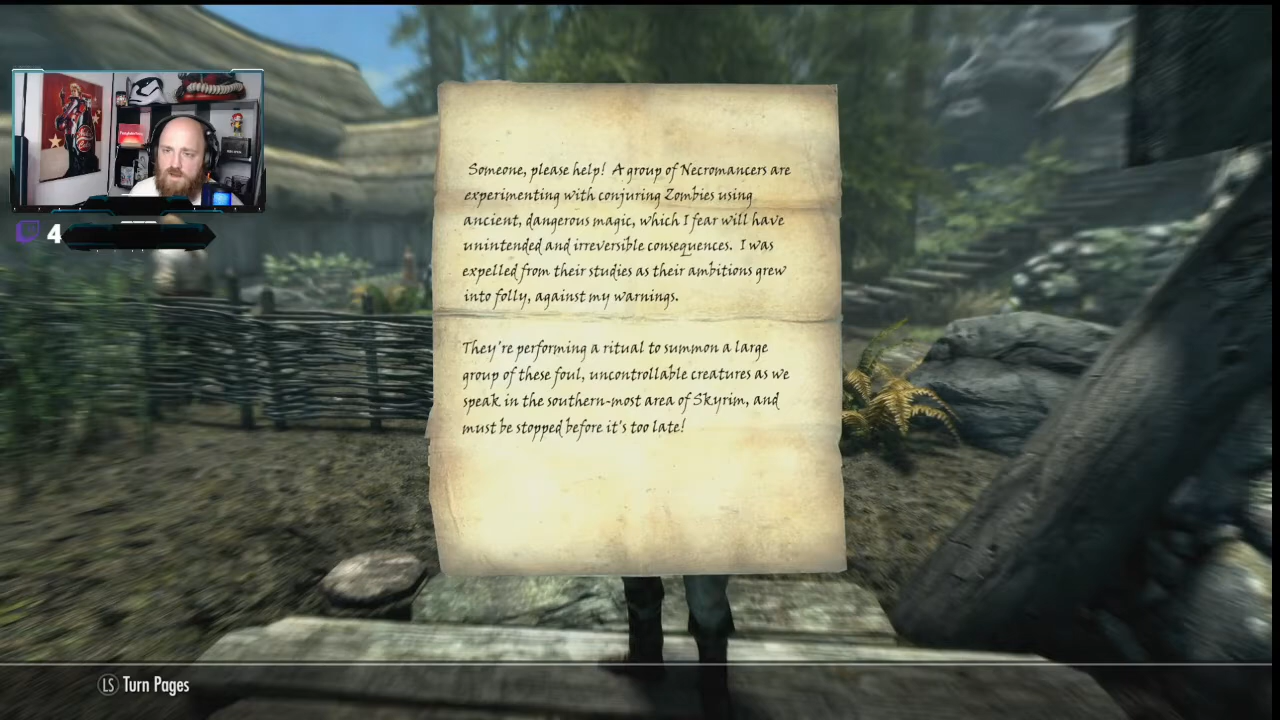 4
Someone, please help! A group of Necromancers are
experimenting with conjuring Zombies using
ancient, dangerous magic, which I fear will have
unintended and irreversible consequences. I was
expelled from their studies as their ambitions grew
into folly, against my warnings.
They're performing a ritual to summon a large
group of these foul, uncontrollable creatures as we
speak in the southern-most area of Skyrim, and
must be stopped before it's too late!
LS Turn Pages